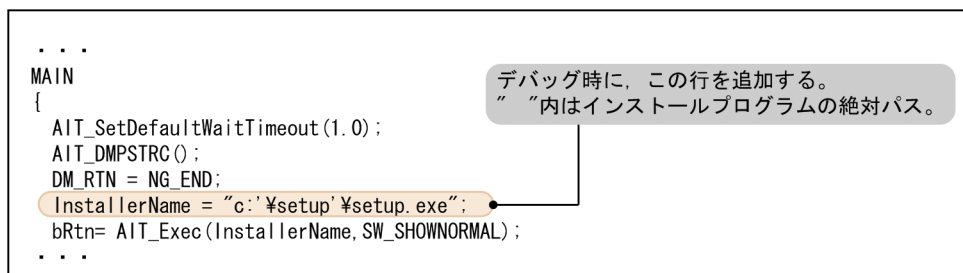 ・・・
MAIN
{
デバッグ時に，この行を追加する。
"　"内はインストールプログラムの絶対パス。
AIT_SetDefaultWaitTimeout(1.0);
AIT_DMPSTRC();
DM_RTN = NG_END;
InstallerName = "c:'¥setup'¥setup.exe";
bRtn= AIT_Exec(InstallerName,SW_SHOWNORMAL);
・・・